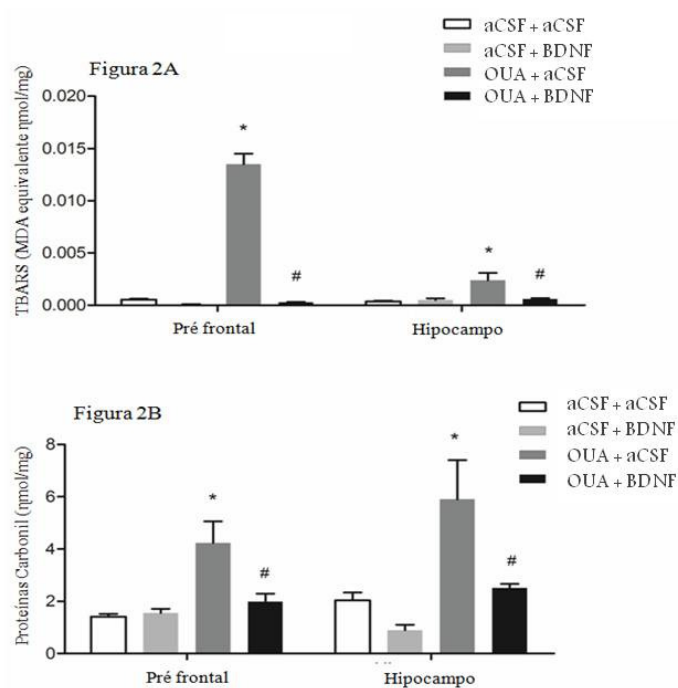 aCSF + aCSF
aCSF + BDNF
OUA + aCSF
OUA + BDNF
Figura 2A
TBARS (MDA equivalente ηmol/mg)
0.020
0.015
0.010
0.005
0.000
*
#
*
#
Pré frontal
Hipocampo
Figura 2B
aCSF + aCSF
aCSF + BDNF
OUA + aCSF
OUA + BDNF
Proteínas Carbonil (ηmol/mg)
8
6
4
2
0
*
#
*
#
Pré frontal
Hipocampo